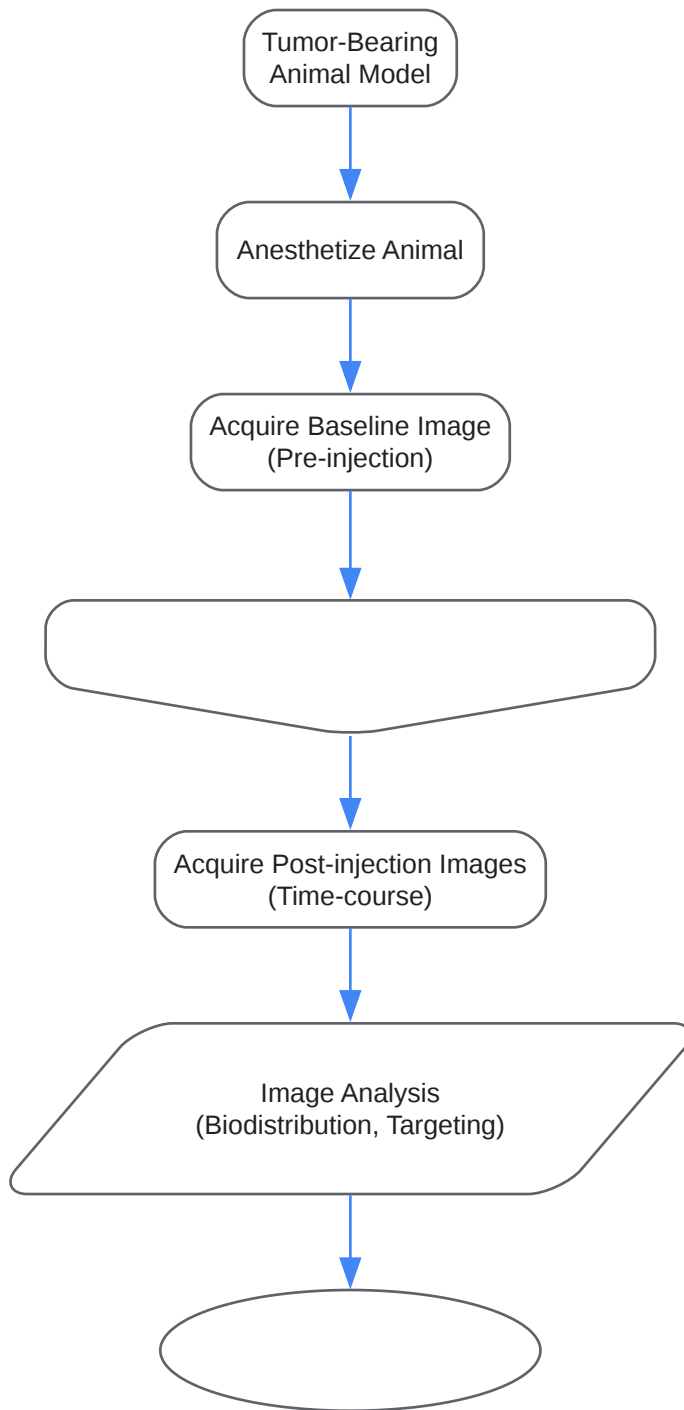 Tumor-Bearing
Animal Model
Anesthetize Animal
Acquire Baseline Image
(Pre-injection)
Acquire Post-injection Images
(Time-course)
Image Analysis
(Biodistribution, Targeting)